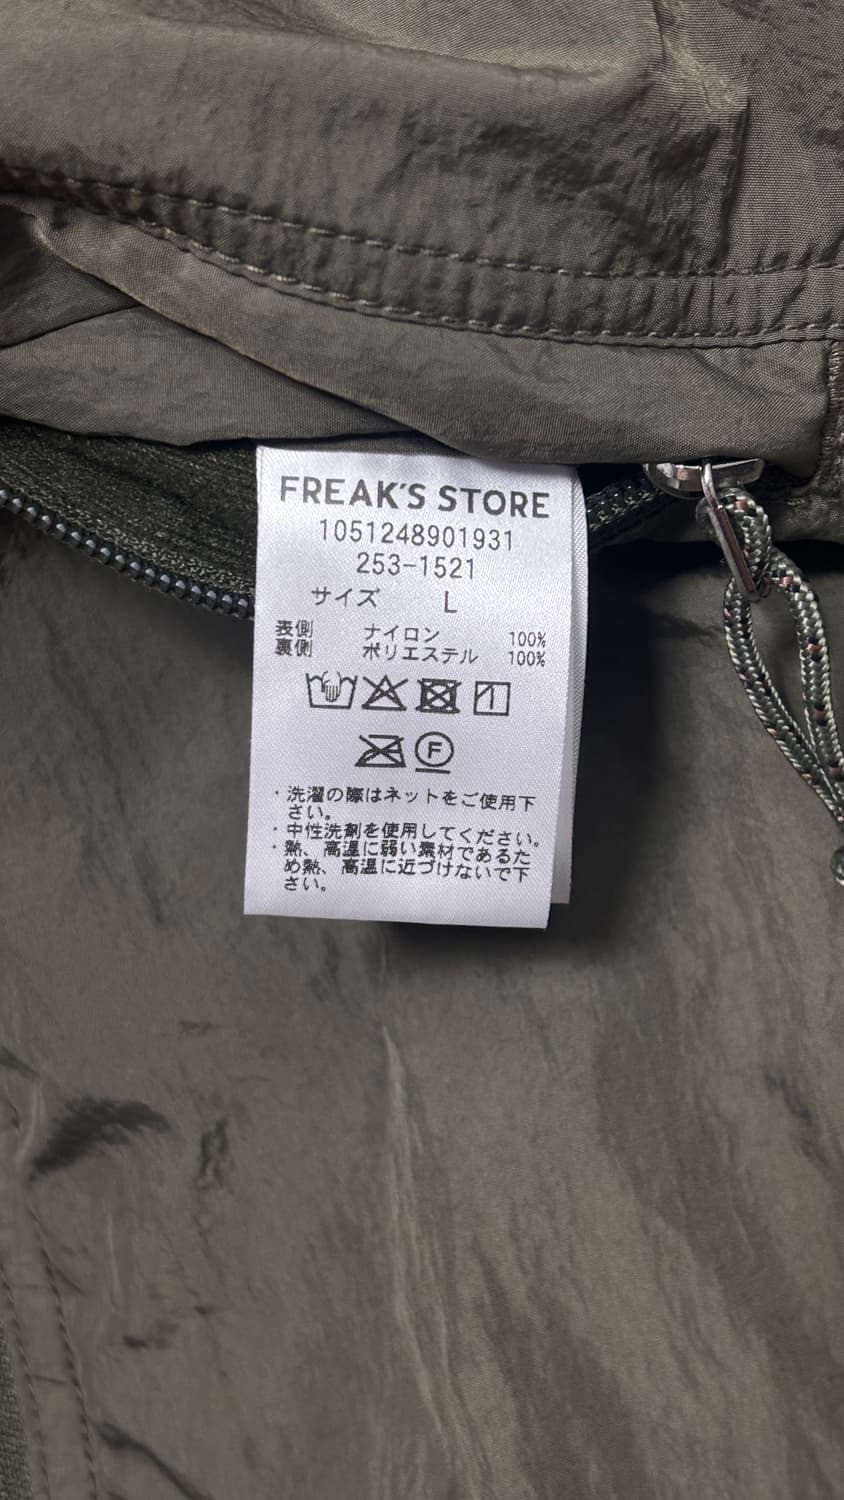 FREAK'S STORE
1051248901931
253-1521
サイズ L
表側 ナイロン 100%
裏側 ポリエステル 100%
F
・洗濯の際はネットをご使用下
さい。
・中性洗剤を使用してください。
・熱、高温に弱い素材であるた
め熱、高温に近づけないで下
さい。